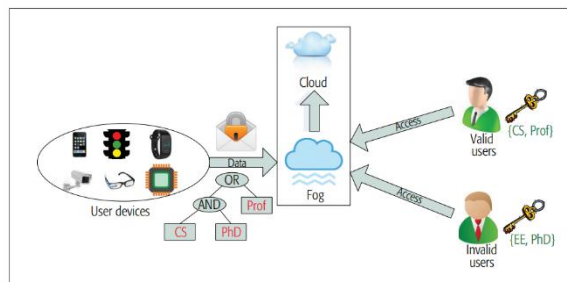 Cloud
Fog
User devices
Data
OR
AND
Prof
CS
PhD
Access
Valid
users
{CS, Prof}
Access
Invalid
users
{EE, PhD}